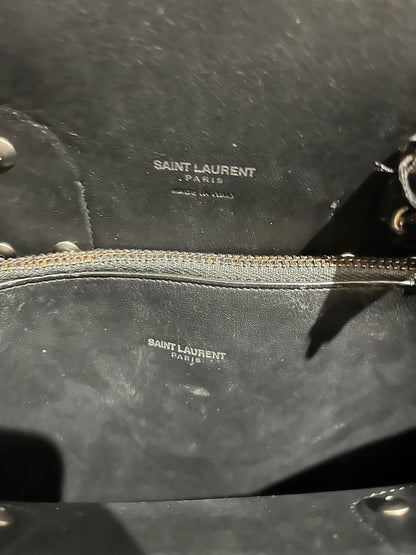 SAINT LAURENT
PARIS
MADE IN ITALY
SAINT LAURENT
PARIS